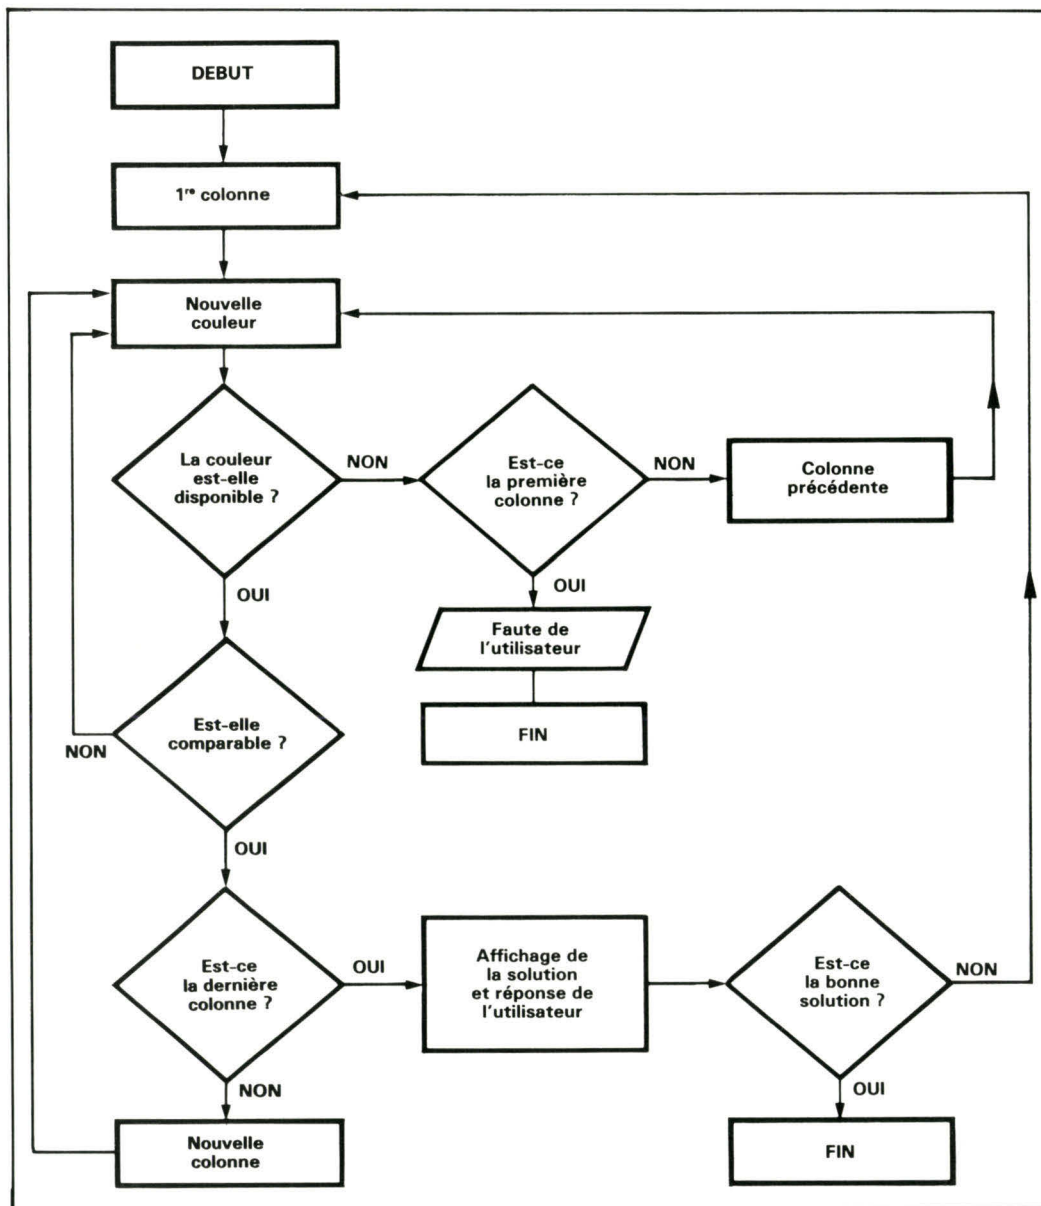 DEBUT
1re colonne
Nouvelle
couleur
La couleur
est-elle
disponible ?
NON
Est-ce
la première
colonne ?
NON
Colonne
précédente
OUI
OUI
Faute de
l'utilisateur
Est-elle
comparable ?
NON
FIN
OUI
Est-ce
la dernière
colonne ?
OUI
Affichage de
la solution
et réponse de
l'utilisateur
Est-ce
la bonne
solution ?
NON
NON
OUI
Nouvelle
colonne
FIN